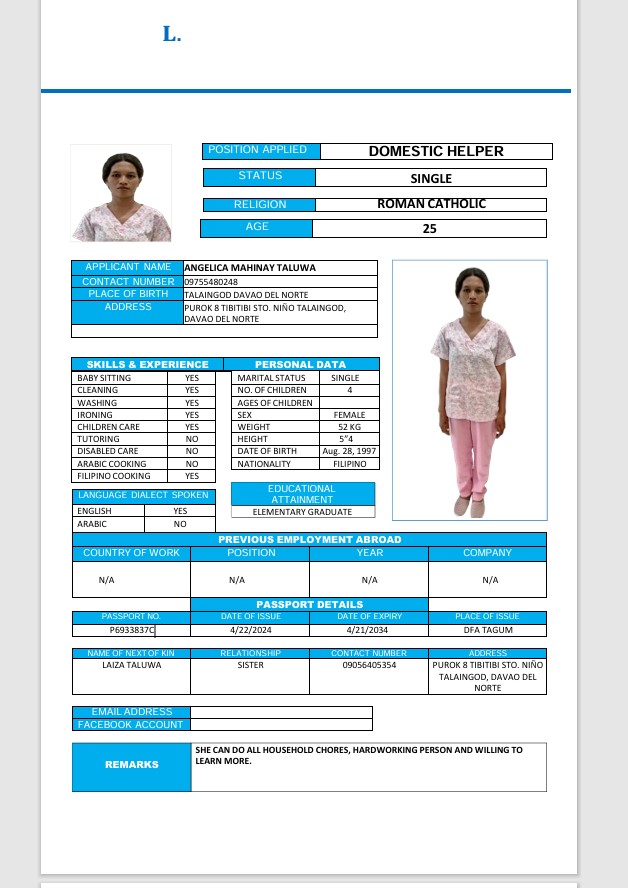 L.
POSITION APPLIED DOMESTIC HELPER
STATUS SINGLE
RELIGION ROMAN CATHOLIC
AGE 25
APPLICANT NAME ANGELICA MAHINAY TALUWA
CONTACT NUMBER 09755480248
PLACE OF BIRTH TALAINGOD DAVAO DEL NORTE
ADDRESS PUROK 8 TIBITIBI STO. NIÑO TALAINGOD,
DAVAO DEL NORTE
SKILLS & EXPERIENCE PERSONAL DATA
BABY SITTING YES MARITAL STATUS SINGLE
CLEANING YES NO. OF CHILDREN 4
WASHING YES AGES OF CHILDREN
IRONING YES SEX FEMALE
CHILDREN CARE YES WEIGHT 52 KG
TUTORING NO HEIGHT 5"4
DISABLED CARE NO DATE OF BIRTH Aug. 28, 1997
ARABIC COOKING NO NATIONALITY FILIPINO
FILIPINO COOKING YES
LANGUAGE DIALECT SPOKEN
ENGLISH YES
ARABIC NO
EDUCATIONAL
ATTAINMENT
ELEMENTARY GRADUATE
PREVIOUS EMPLOYMENT ABROAD
COUNTRY OF WORK POSITION YEAR COMPANY
N/A N/A N/A N/A
PASSPORT DETAILS
PASSPORT NO. DATE OF ISSUE DATE OF EXPIRY PLACE OF ISSUE
P6933837C 4/22/2024 4/21/2034 DFA TAGUM
NAME OF NEXT OF KIN RELATIONSHIP CONTACT NUMBER ADDRESS
LAIZA TALUWA SISTER 09056405354 PUROK 8 TIBITIBI STO. NIÑO
TALAINGOD, DAVAO DEL
NORTE
EMAIL ADDRESS
FACEBOOK ACCOUNT
REMARKS SHE CAN DO ALL HOUSEHOLD CHORES, HARDWORKING PERSON AND WILLING TO
LEARN MORE.